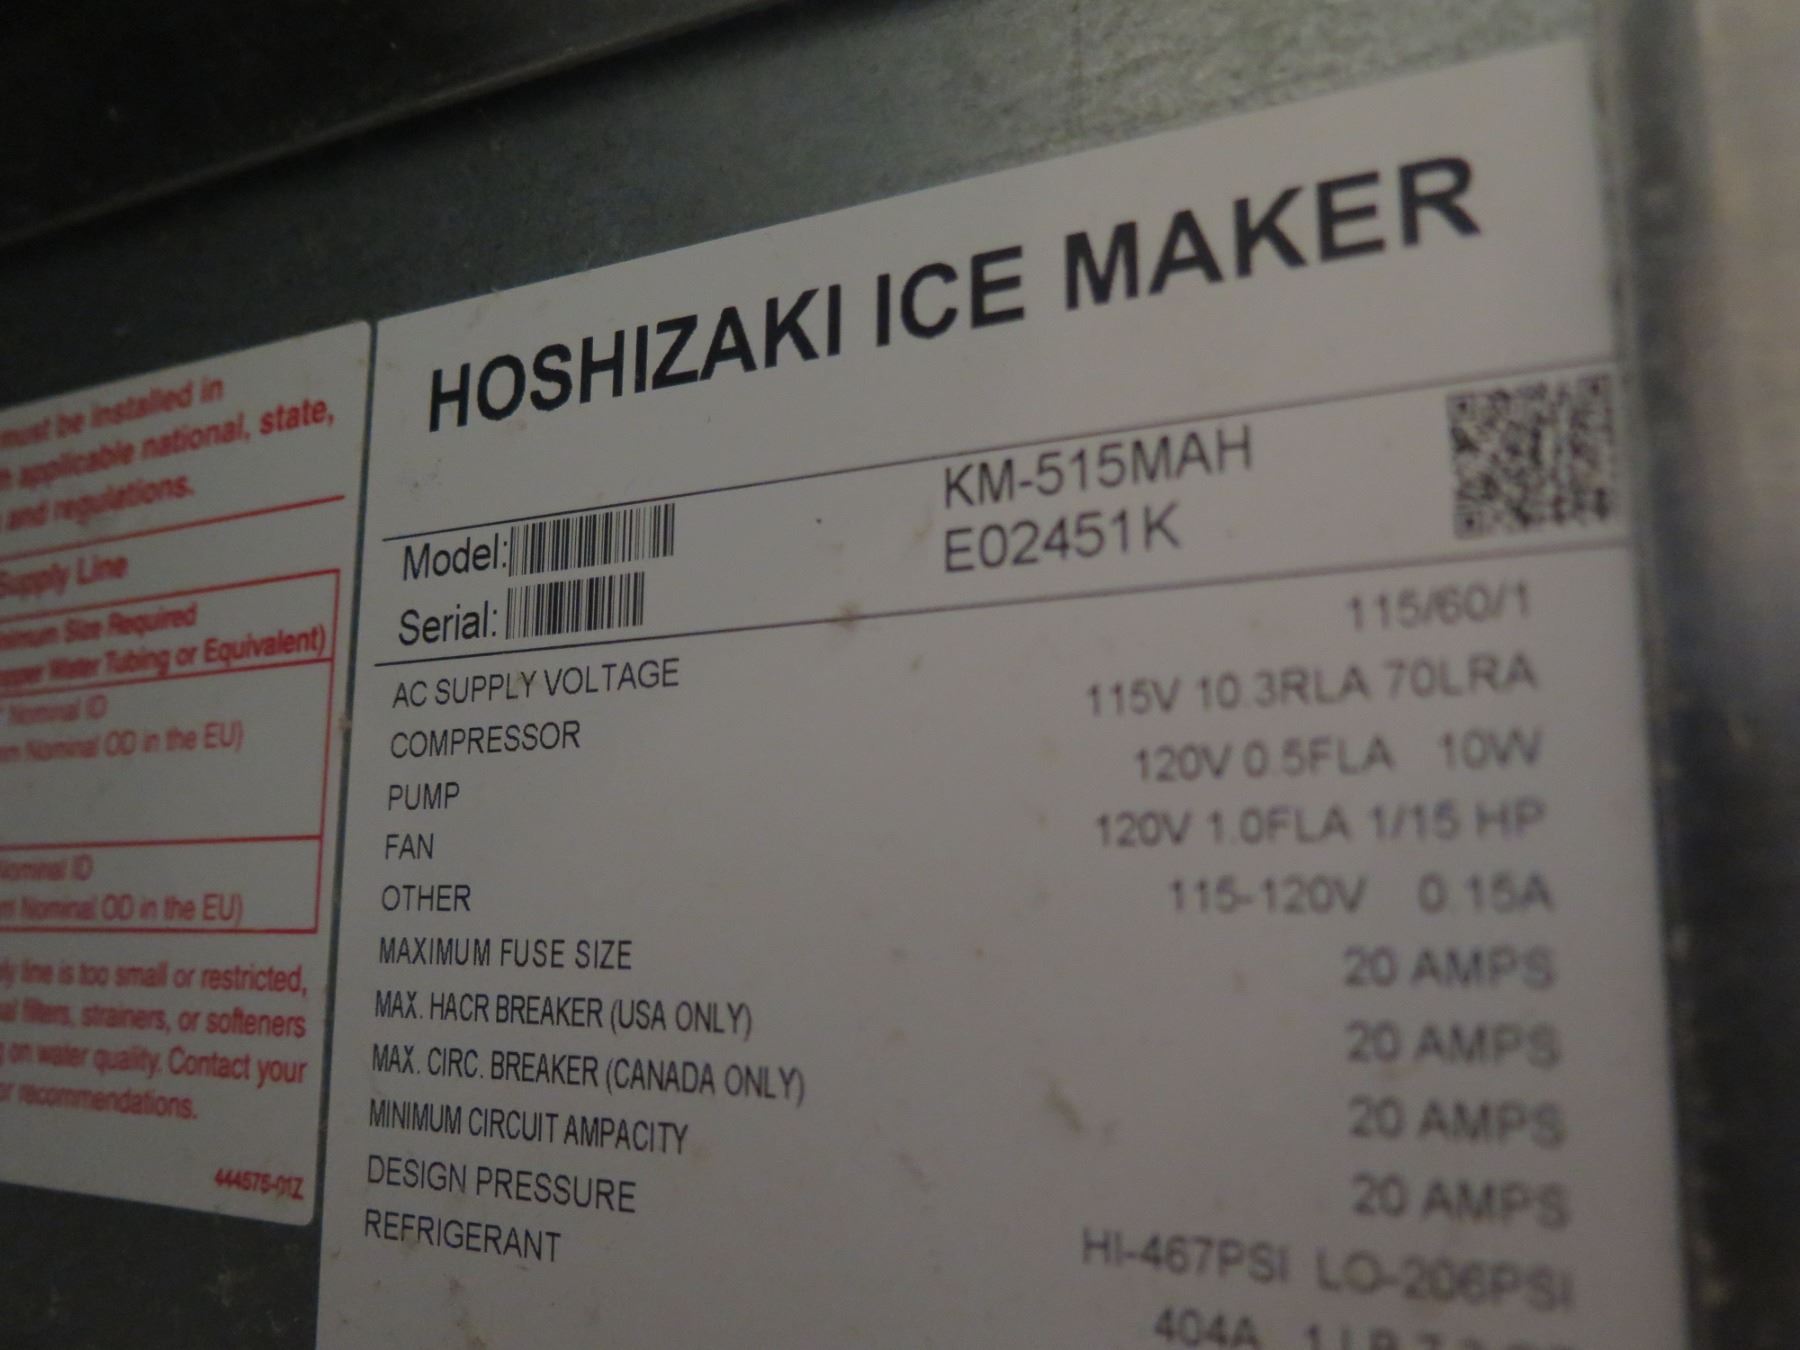 must be installed in
applicable national, state,
and regulations.
Supply Line
Size Required
Water Tubing or Equivalent)
Nominal ID
Nominal OD in the EU)
Nominal ID
Nominal OD in the EU)
line is too small or restricted,
filters, strainers, or softeners
on water quality. Contact your
recommendations.
444575-01Z
HOSHIZAKI ICE MAKER
Model: KM-515MAH
Serial: E02451K
AC SUPPLY VOLTAGE 115/60/1
COMPRESSOR 115V 10.3RLA 70LRA
PUMP 120V 0.5FLA 10W
FAN 120V 1.0FLA 1/15 HP
OTHER 115-120V 0.15A
MAXIMUM FUSE SIZE 20 AMPS
MAX. HACR BREAKER (USA ONLY) 20 AMPS
MAX. CIRC. BREAKER (CANADA ONLY) 20 AMPS
MINIMUM CIRCUIT AMPACITY 20 AMPS
DESIGN PRESSURE HI-467PSI LO-206PSI
REFRIGERANT 404A 1 LB